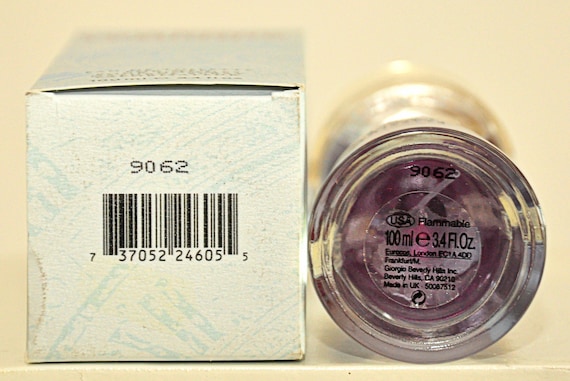 9062
7 37052 24605 5
9062
USA Flammable
100 ml e 3.4 Fl.Oz.
Eurocos, London EC1A 4DD
Frankfurt/M.
Giorgio Beverly Hills Inc.
Beverly Hills, CA 90210
Made in UK - 50087512